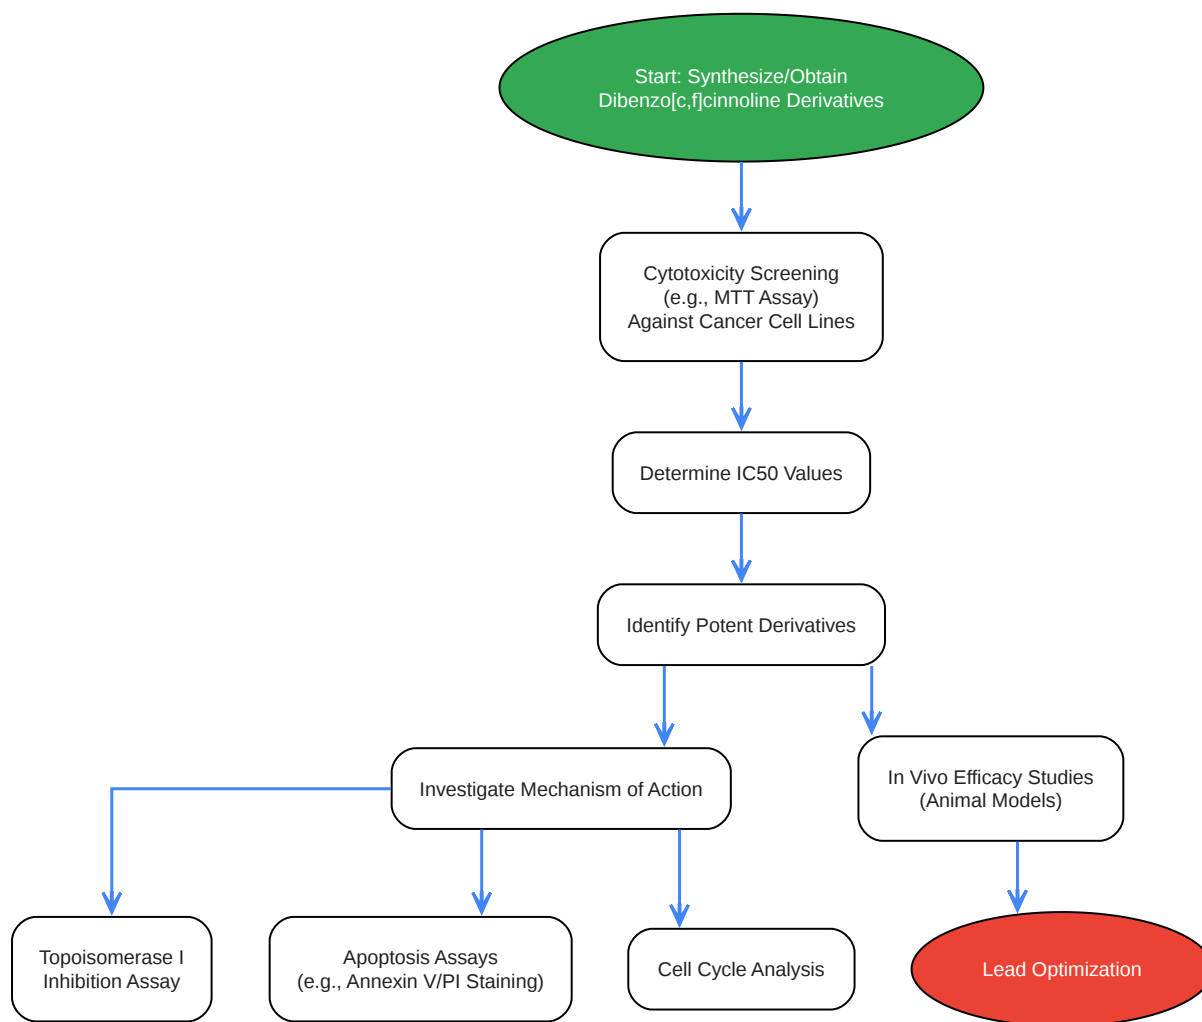 Start: Synthesize/Obtain
Dibenzo[c,f]cinnoline Derivatives
Cytotoxicity Screening
(e.g., MTT Assay)
Against Cancer Cell Lines
Determine IC50 Values
Identify Potent Derivatives
Investigate Mechanism of Action
In Vivo Efficacy Studies
(Animal Models)
Topoisomerase I
Inhibition Assay
Apoptosis Assays
(e.g., Annexin V/PI Staining)
Cell Cycle Analysis
Lead Optimization